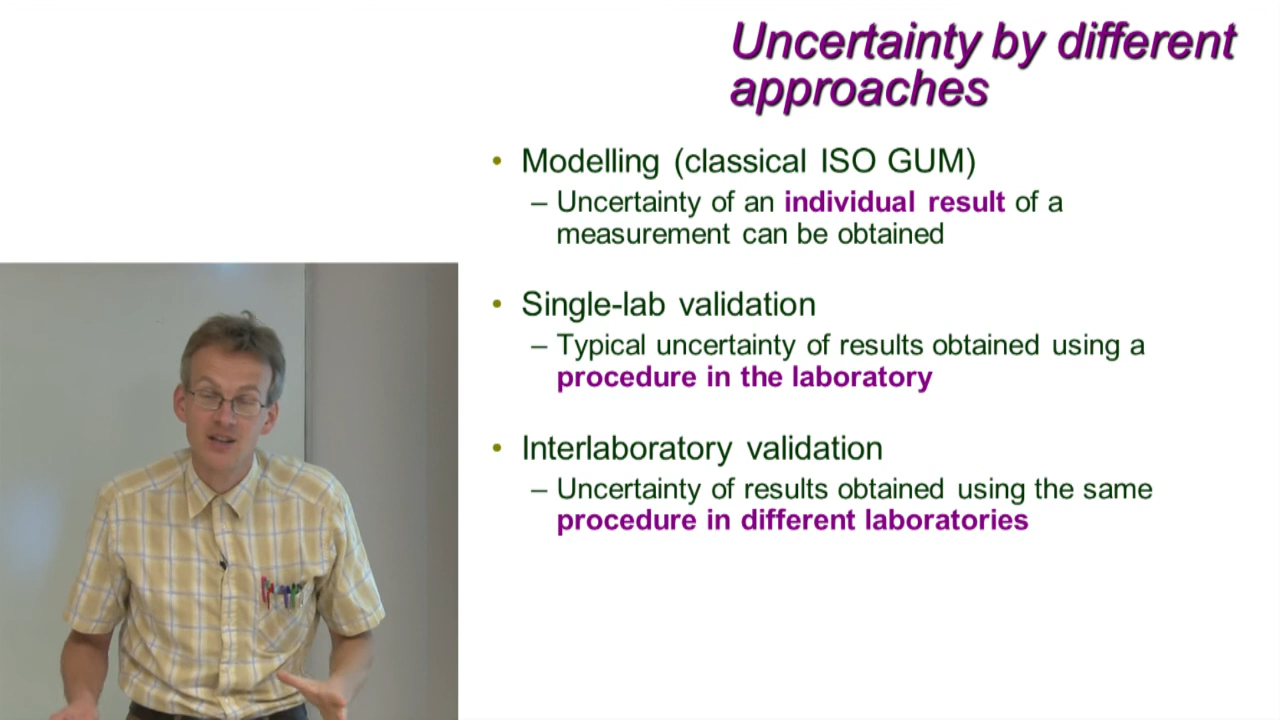 Uncertainty by different
approaches
• Modelling (classical ISO GUM)
– Uncertainty of an individual result of a
measurement can be obtained
• Single-lab validation
– Typical uncertainty of results obtained using a
procedure in the laboratory
• Interlaboratory validation
– Uncertainty of results obtained using the same
procedure in different laboratories